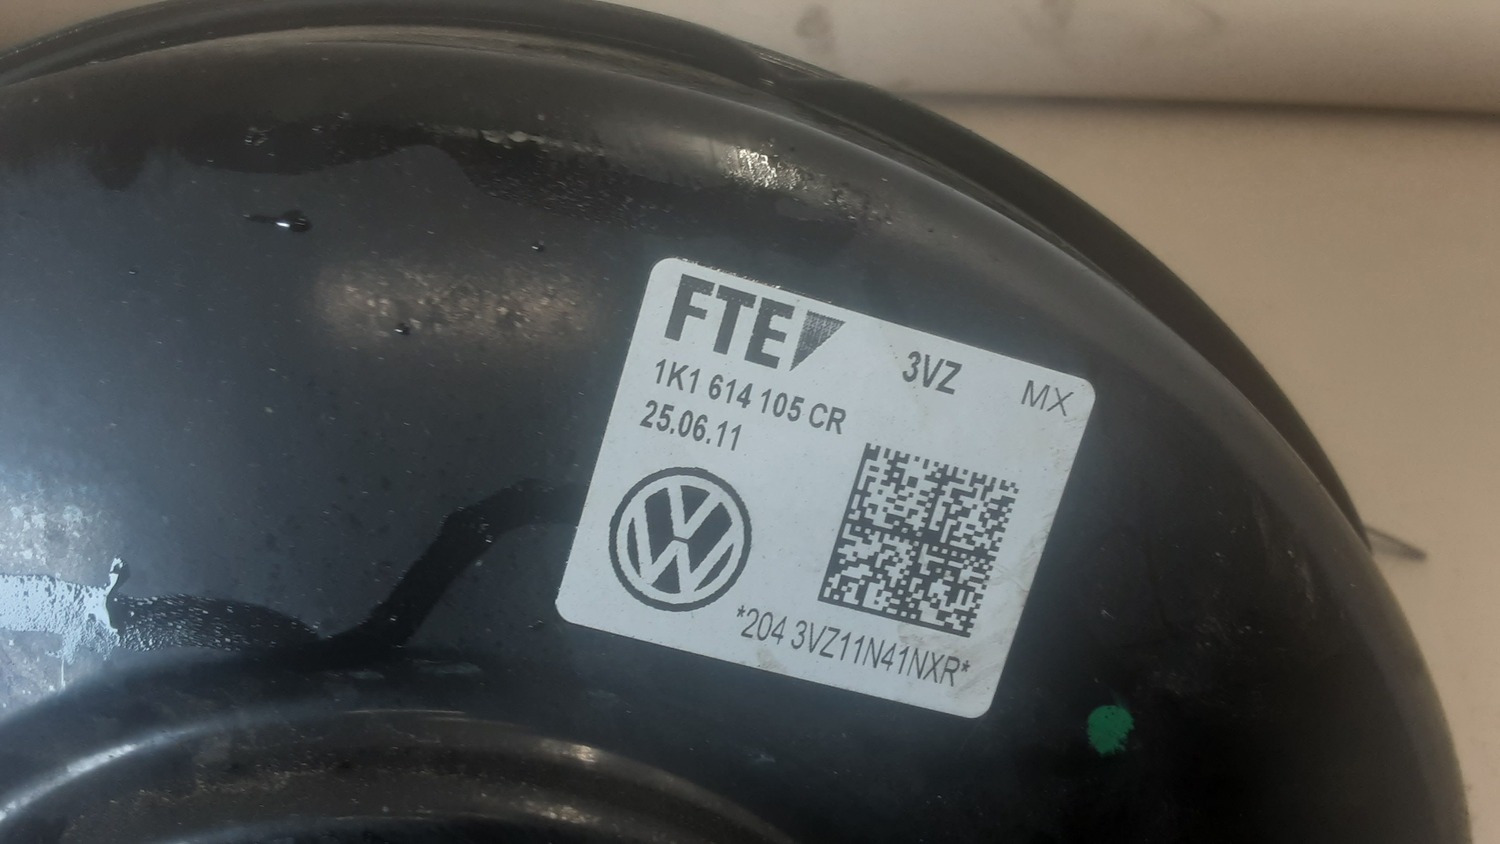 FTE
3VZ
MX
1K1 614 105 CR
25.06.11
*204 3VZ11N41NXR*